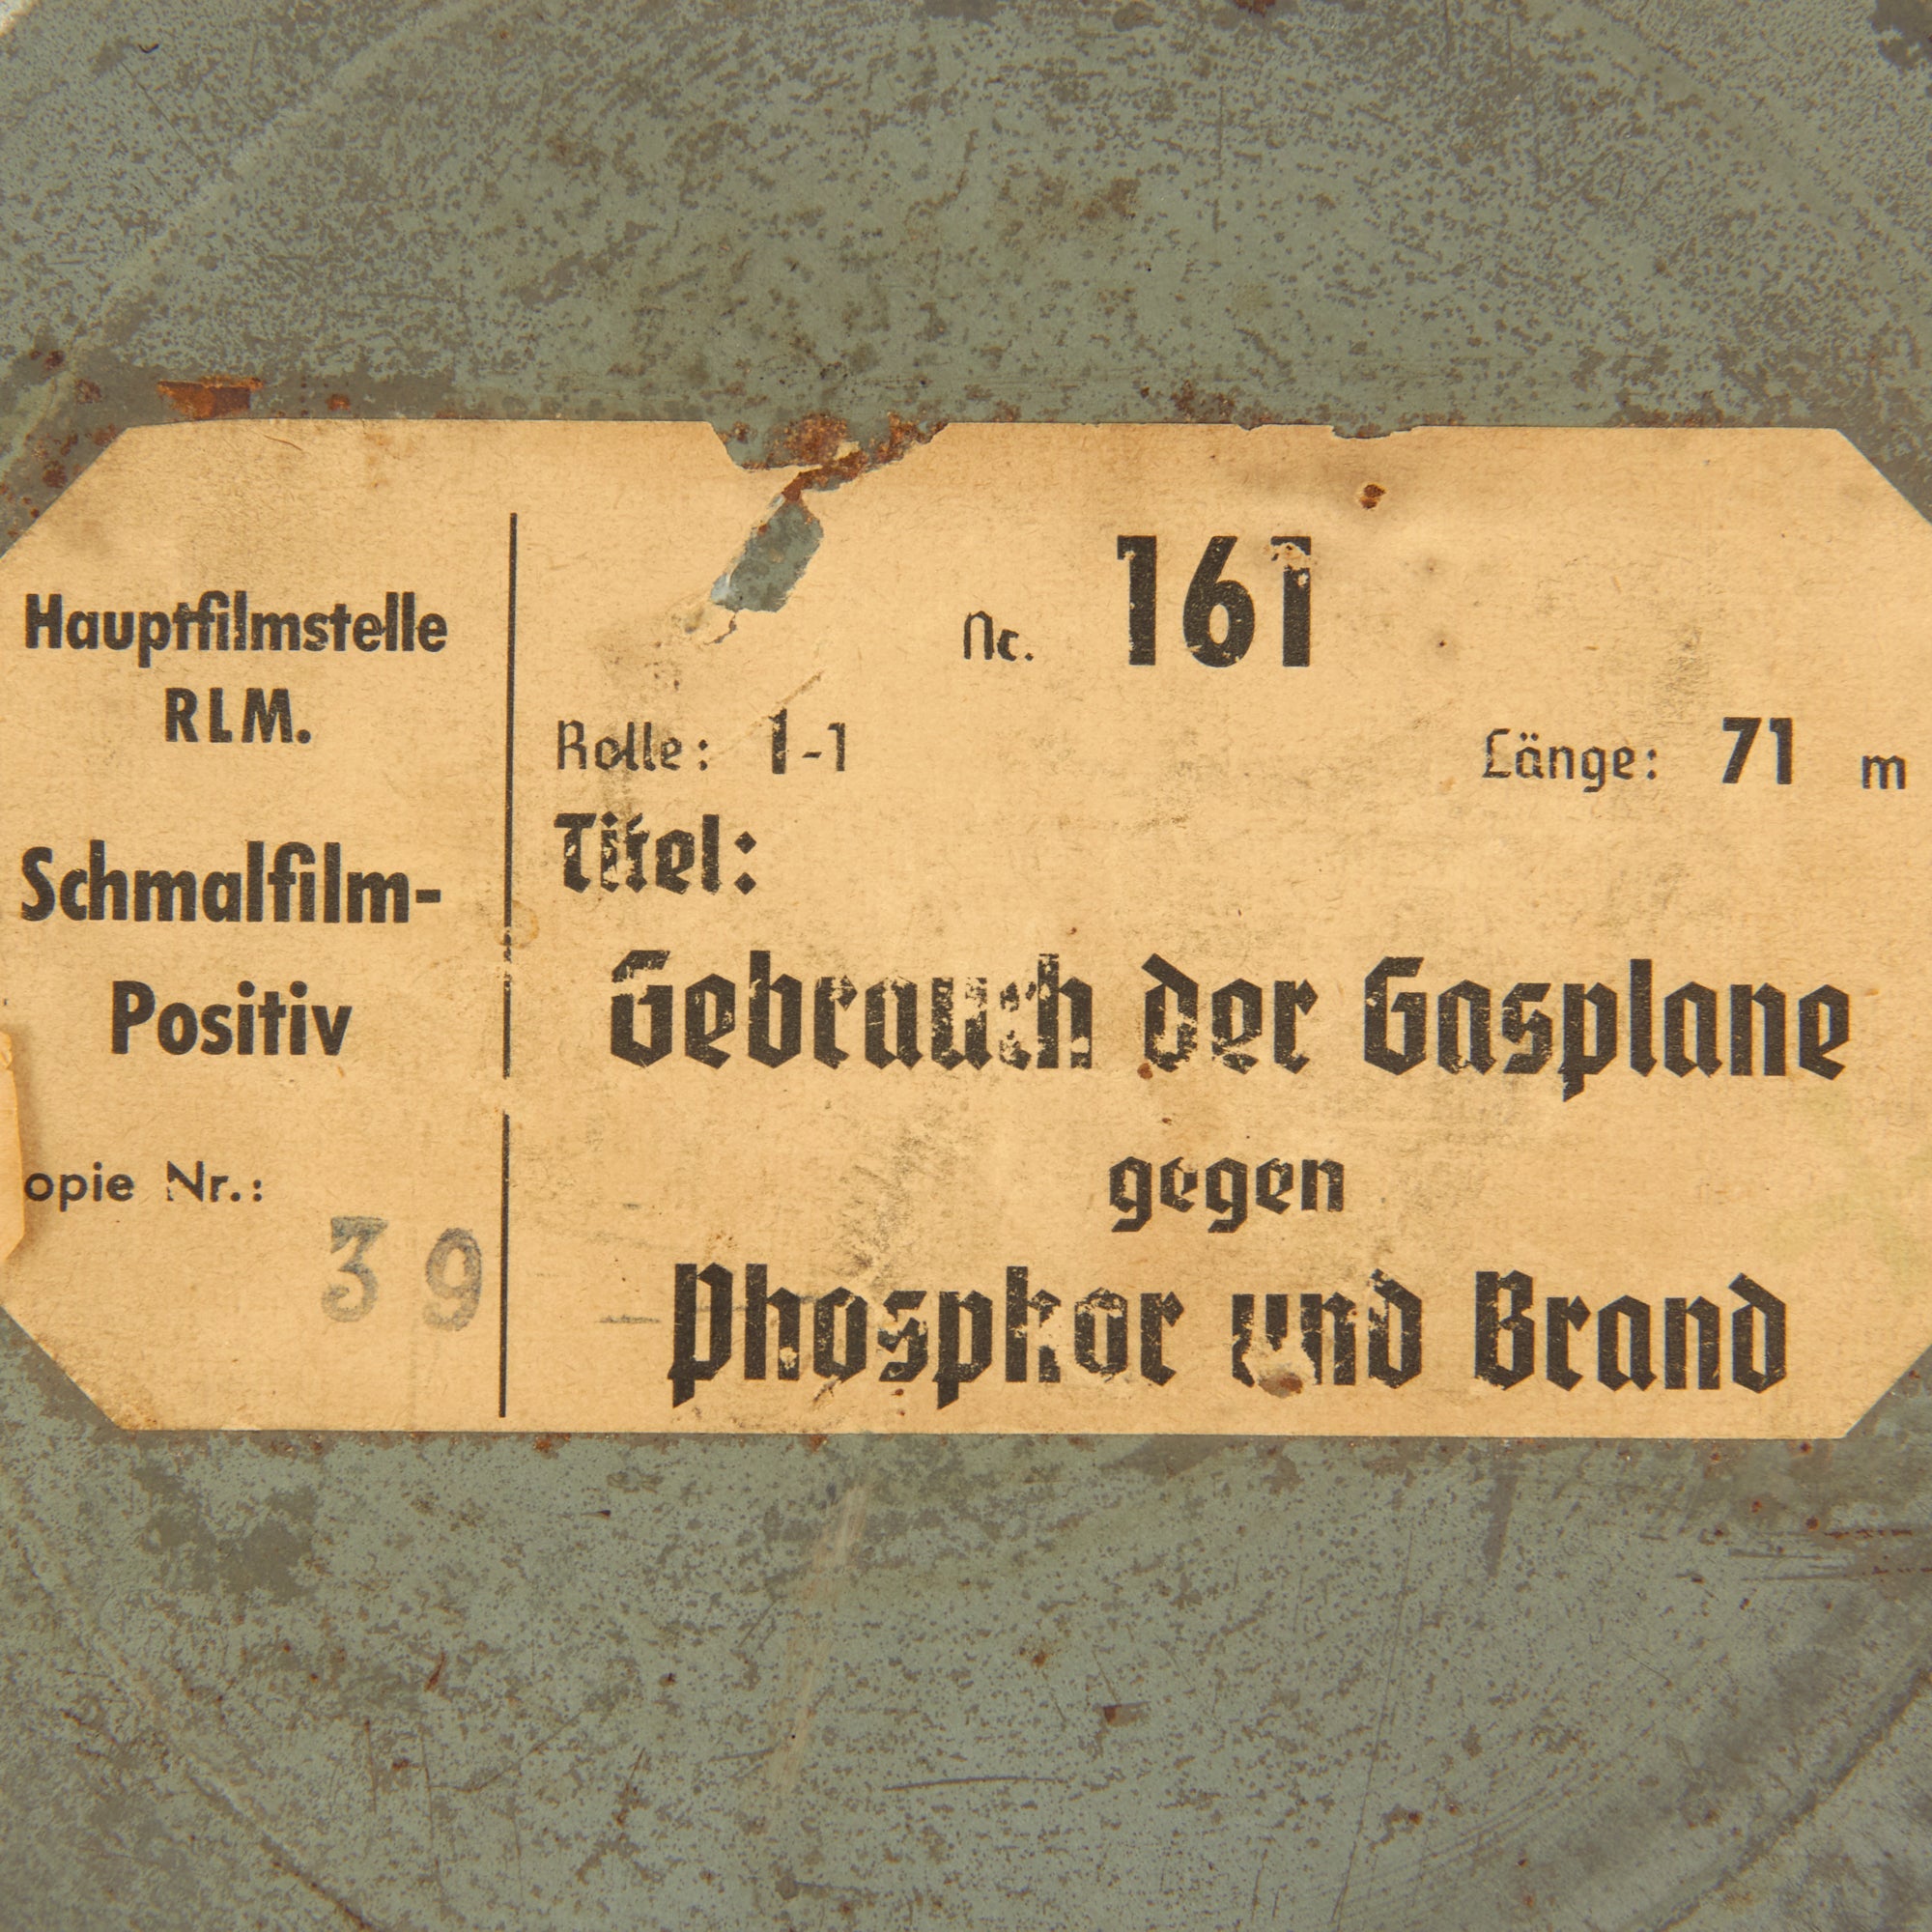 Hauptfilmstelle
RLM.
Schmalfilm-
Positiv
opie Nr.:
39
Nr. 161
Rolle: 1-1 Länge: 71 m
Titel:
Gebrauch der Gasplane
gegen
Phosphor und Brand